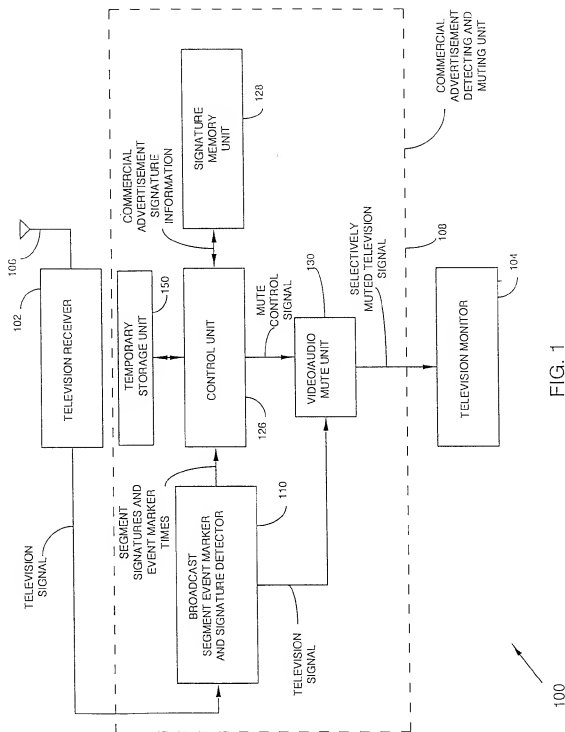 106
102
TELEVISION RECEIVER
TELEVISION
SIGNAL
150
TEMPORARY
STORAGE UNIT
COMMERCIAL
ADVERTISEMENT
SIGNATURE
INFORMATION
SIGNATURE
MEMORY
UNIT
128
CONTROL UNIT
126
SEGMENT
SIGNATURES AND
EVENT MARKER
TIMES
BROADCAST
SEGMENT EVENT MARKER
AND SIGNATURE DETECTOR
110
MUTE
CONTROL
SIGNAL
130
VIDEO/AUDIO
MUTE UNIT
TELEVISION
SIGNAL
108
COMMERCIAL
ADVERTISEMENT
DETECTING AND
MUTING UNIT
SELECTIVELY
MUTED TELEVISION
SIGNAL
104
TELEVISION MONITOR
100
FIG. 1